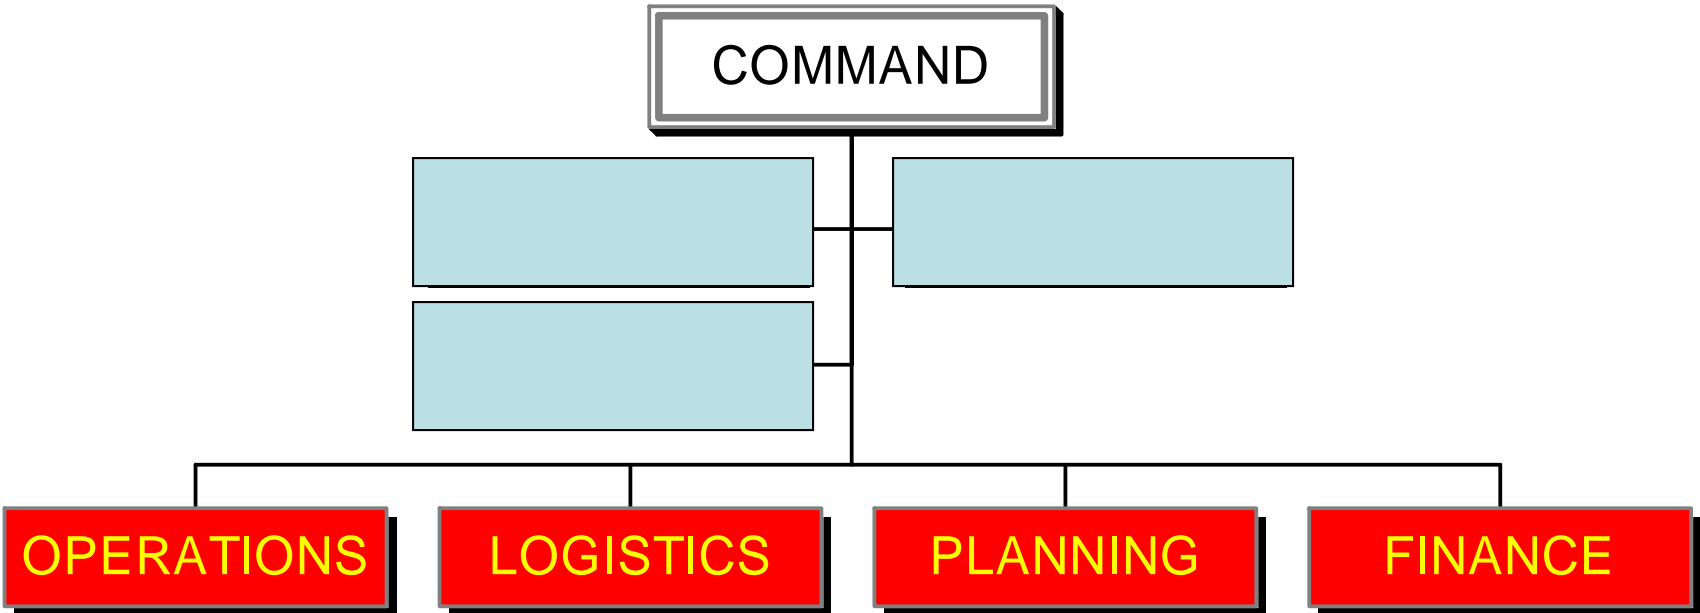 COMMAND
OPERATIONS
LOGISTICS
PLANNING
FINANCE